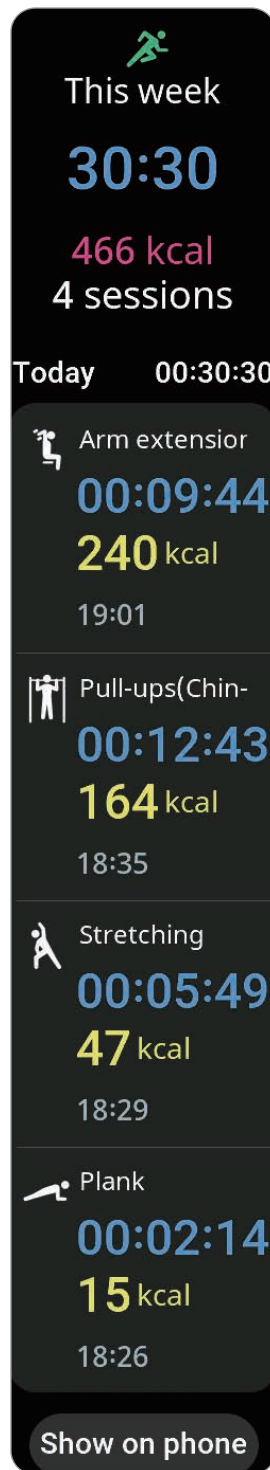 This week
30:30
466 kcal
4 sessions
Today 00:30:30
Arm extension
00:09:44
240 kcal
19:01
Pull-ups(Chin-
00:12:43
164 kcal
18:35
Stretching
00:05:49
47 kcal
18:29
Plank
00:02:14
15 kcal
18:26
Show on phone